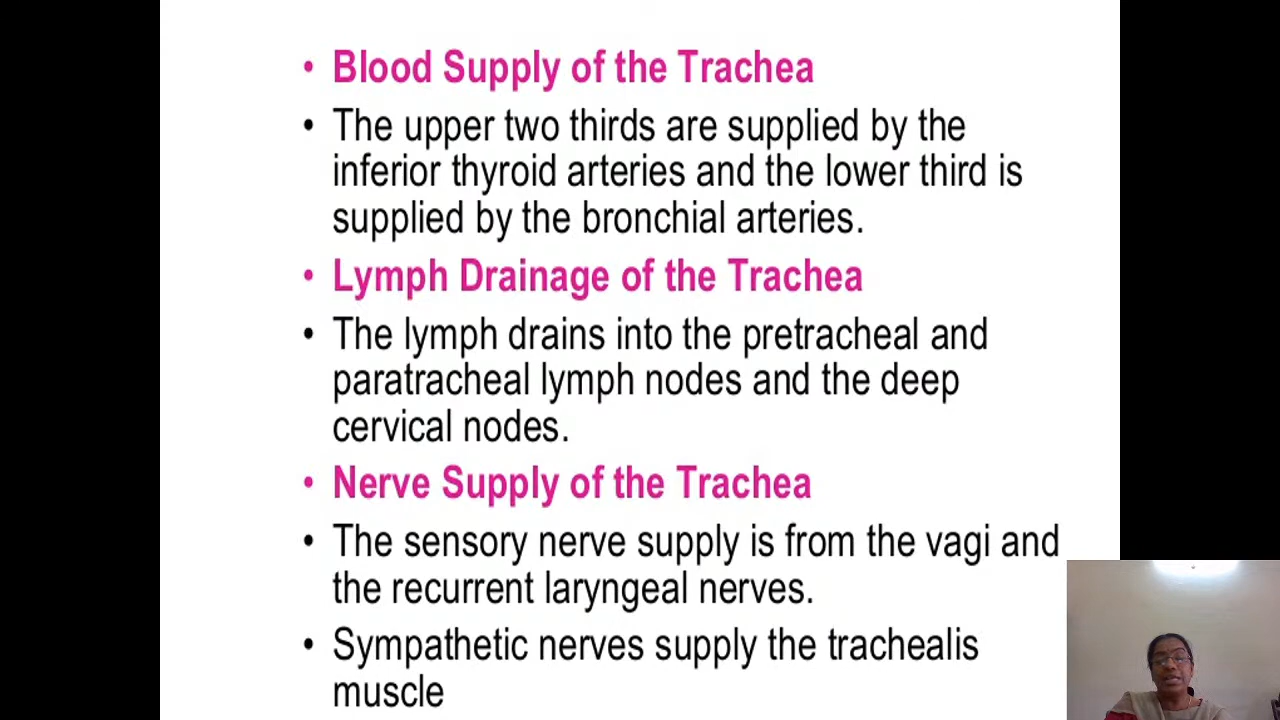 • Blood Supply of the Trachea
• The upper two thirds are supplied by the
inferior thyroid arteries and the lower third is
supplied by the bronchial arteries.
• Lymph Drainage of the Trachea
• The lymph drains into the pretracheal and
paratracheal lymph nodes and the deep
cervical nodes.
• Nerve Supply of the Trachea
• The sensory nerve supply is from the vagi and
the recurrent laryngeal nerves.
• Sympathetic nerves supply the trachealis
muscle